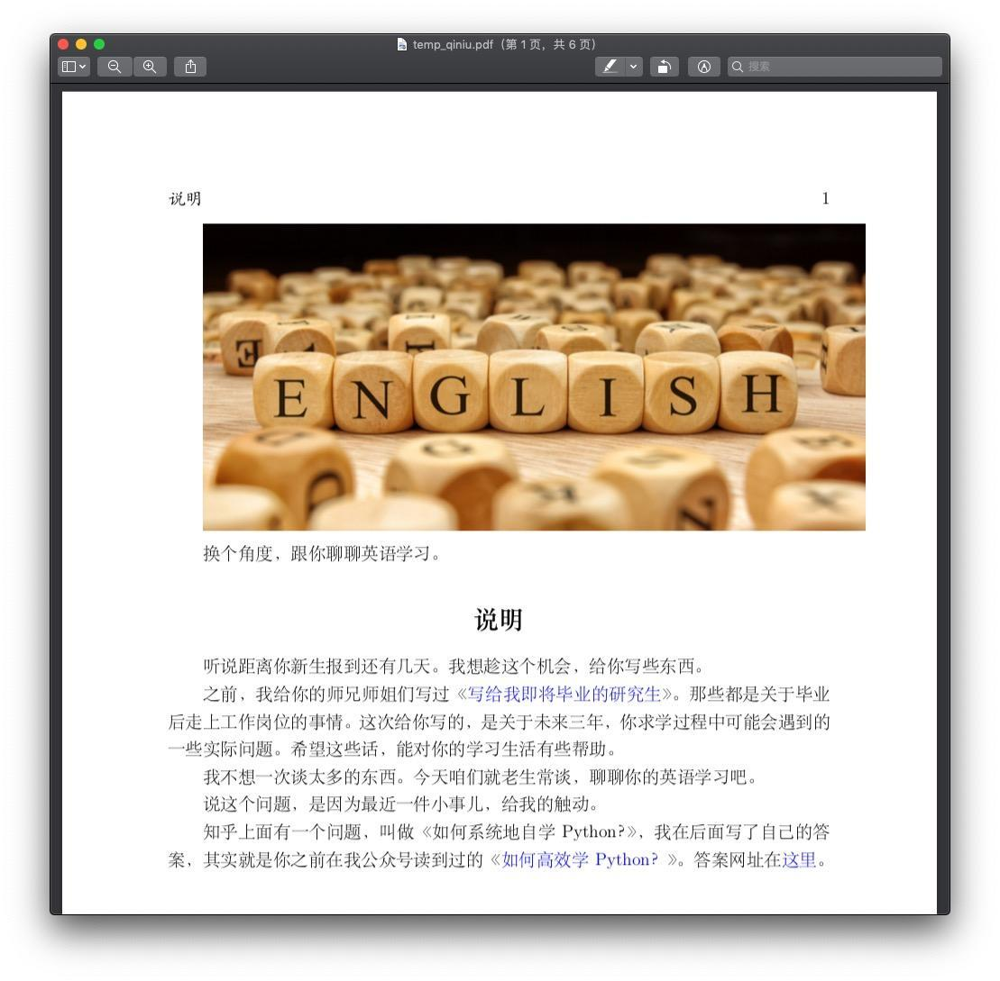 temp_qiniu.pdf（第 1 页，共 6 页）
搜索
说明 1
E N G L I S H
换个角度，跟你聊聊英语学习。
说明
听说距离你新生报到还有几天。我想趁这个机会，给你写些东西。
之前，我给你的师兄师姐们写过《写给我即将毕业的研究生》。那些都是关于毕业
后走上工作岗位的事情。这次给你写的，是关于未来三年，你求学过程中可能会遇到的
一些实际问题。希望这些话，能对你的学习生活有些帮助。
我不想一次谈太多的东西。今天咱们就老生常谈，聊聊你的英语学习吧。
说这个问题，是因为最近一件小事儿，给我的触动。
知乎上面有一个问题，叫做《如何系统地自学 Python?》，我在后面写了自己的答
案，其实就是你之前在我公众号读到过的《如何高效学 Python? 》。答案网址在这里。